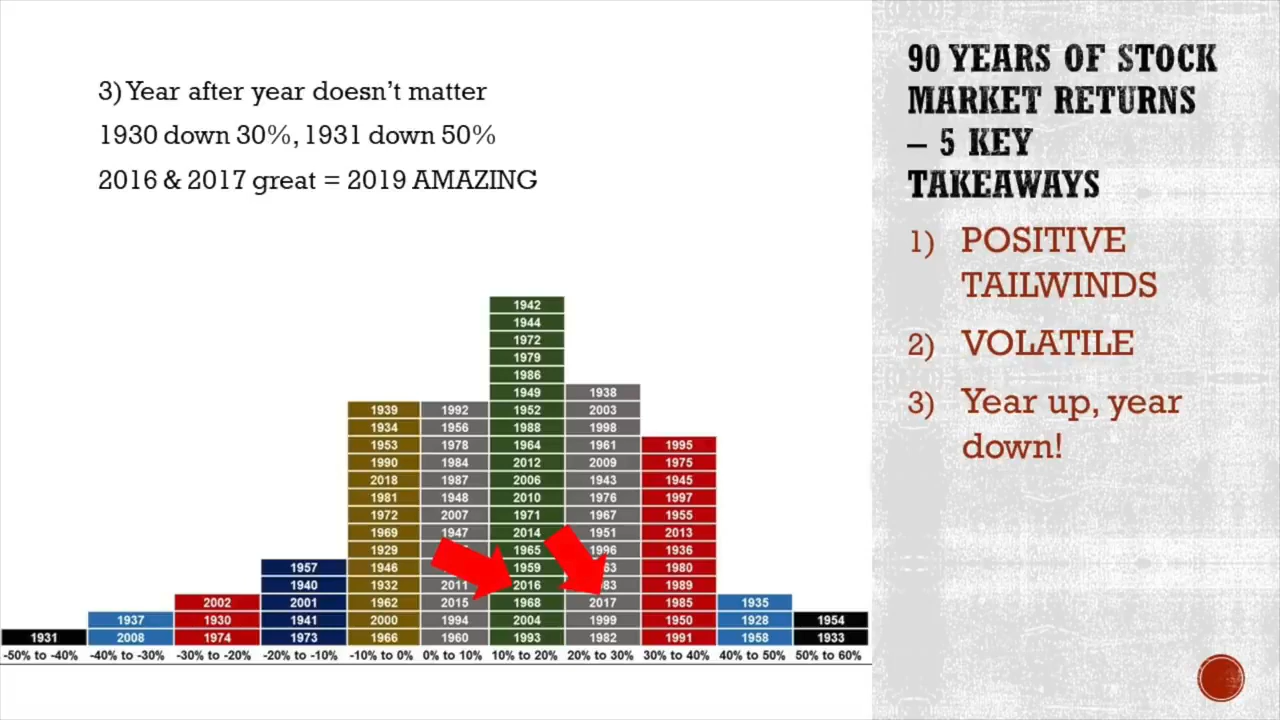 3) Year after year doesn't matter
1930 down 30%, 1931 down 50%
2016 & 2017 great = 2019 AMAZING
90 YEARS OF STOCK
MARKET RETURNS
– 5 KEY
TAKEAWAYS
1) POSITIVE
TAILWINDS
2) VOLATILE
3) Year up, year
down!
1942
1944
1972
1979
1986
1949 1938
1939 1992 1952 2003
1934 1956 1988 1998
1953 1978 1964 1961 1995
1990 1984 2012 2009 1975
2018 1987 2006 1943 1945
1981 1948 2010 1976 1997
1972 2007 1971 1967 1955
1969 1947 2014 1951 2013
1929 1965 1996 1936
1957 1946 1959 1980
1940 1932 2011 2016 1989
2002 2001 1962 2015 1968 2017 1985 1935
1937 1930 1941 2000 1994 2004 1999 1950 1928 1954
1931 2008 1974 1973 1966 1960 1993 1982 1991 1958 1933
-50% to -40% -40% to -30% -30% to -20% -20% to -10% -10% to 0% 0% to 10% 10% to 20% 20% to 30% 30% to 40% 40% to 50% 50% to 60%